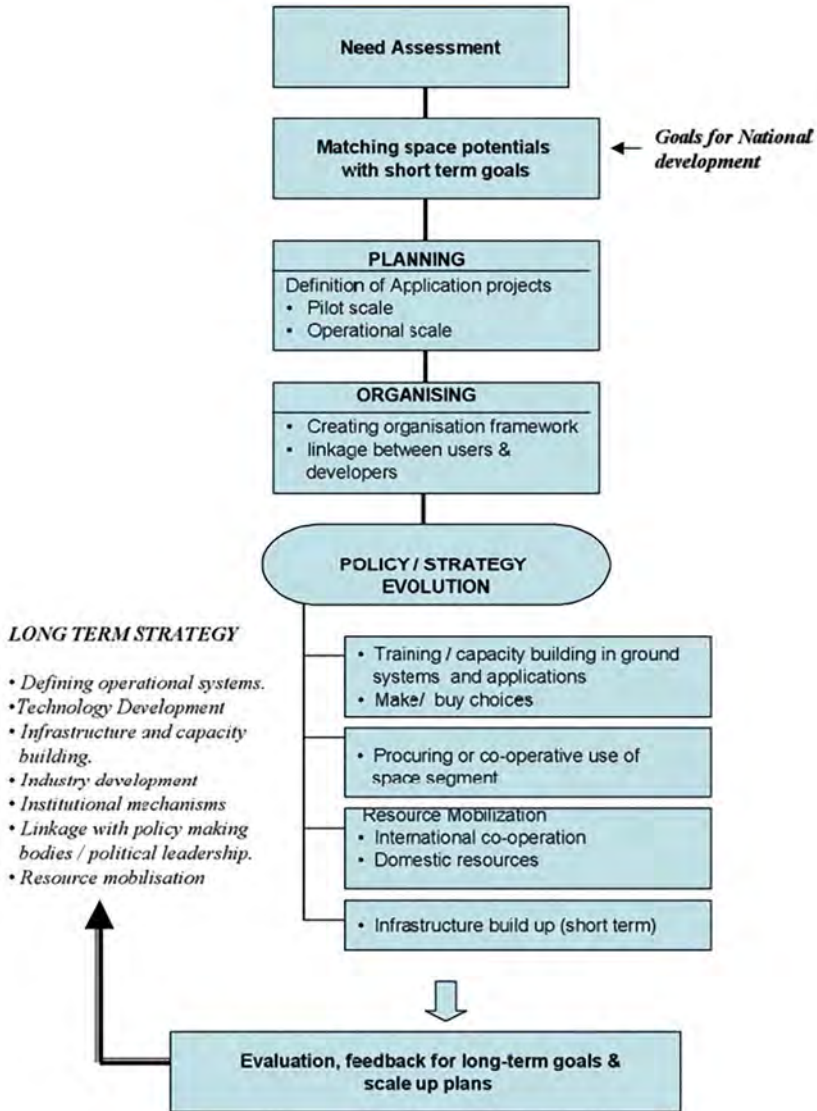 Need Assessment
Matching space potentials
with short term goals
Goals for National
development
PLANNING
Definition of Application projects
• Pilot scale
• Operational scale
ORGANISING
• Creating organisation framework
• linkage between users &
developers
POLICY / STRATEGY
EVOLUTION
LONG TERM STRATEGY
• Defining operational systems.
•Technology Development
• Infrastructure and capacity
building.
• Industry development
• Institutional mechanisms
• Linkage with policy making
bodies / political leadership.
• Resource mobilisation
• Training / capacity building in ground
systems and applications
• Make/ buy choices
• Procuring or co-operative use of
space segment
Resource Mobilization
• International co-operation
• Domestic resources
• Infrastructure build up (short term)
Evaluation, feedback for long-term goals &
scale up plans